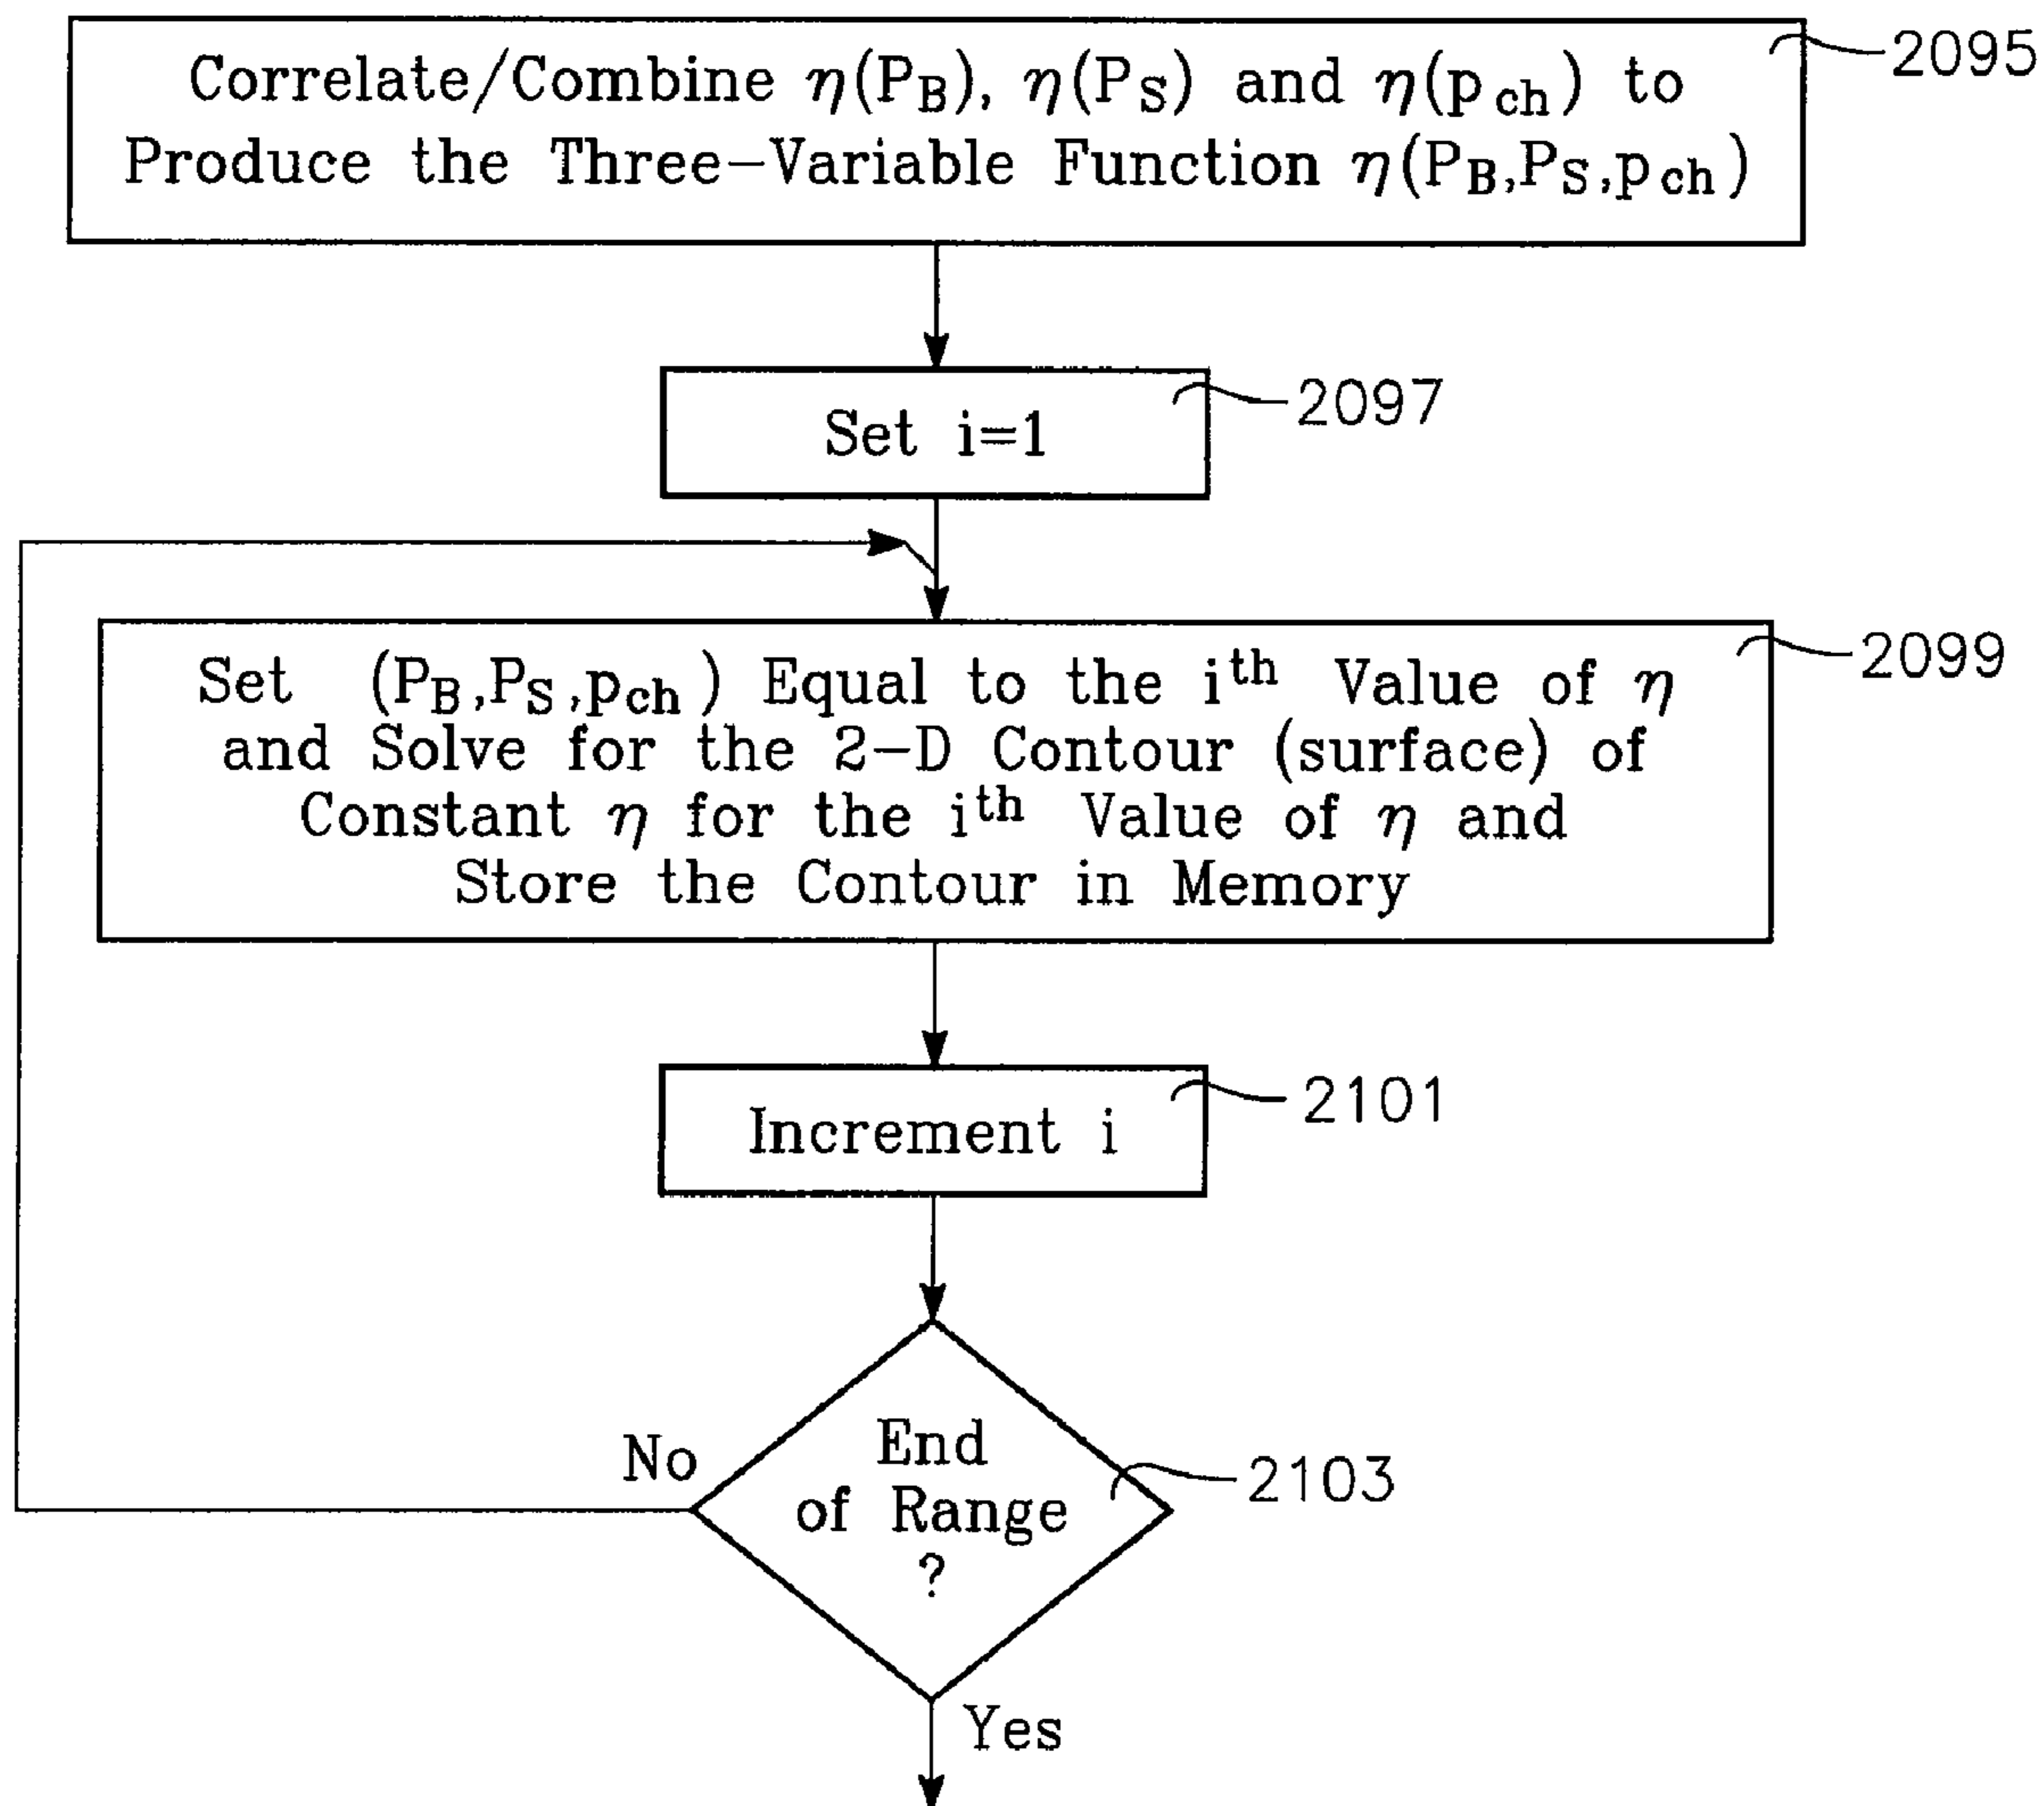 Correlate/Combine η(P_B), η(P_S) and η(p_ch) to
Produce the Three-Variable Function η(P_B,P_S,p_ch)
2095
Set i=1
2097
Set (P_B,P_S,p_ch) Equal to the i^th Value of η
and Solve for the 2-D Contour (surface) of
Constant η for the i^th Value of η and
Store the Contour in Memory
2099
Increment i
2101
End
of Range
?
2103
No
Yes